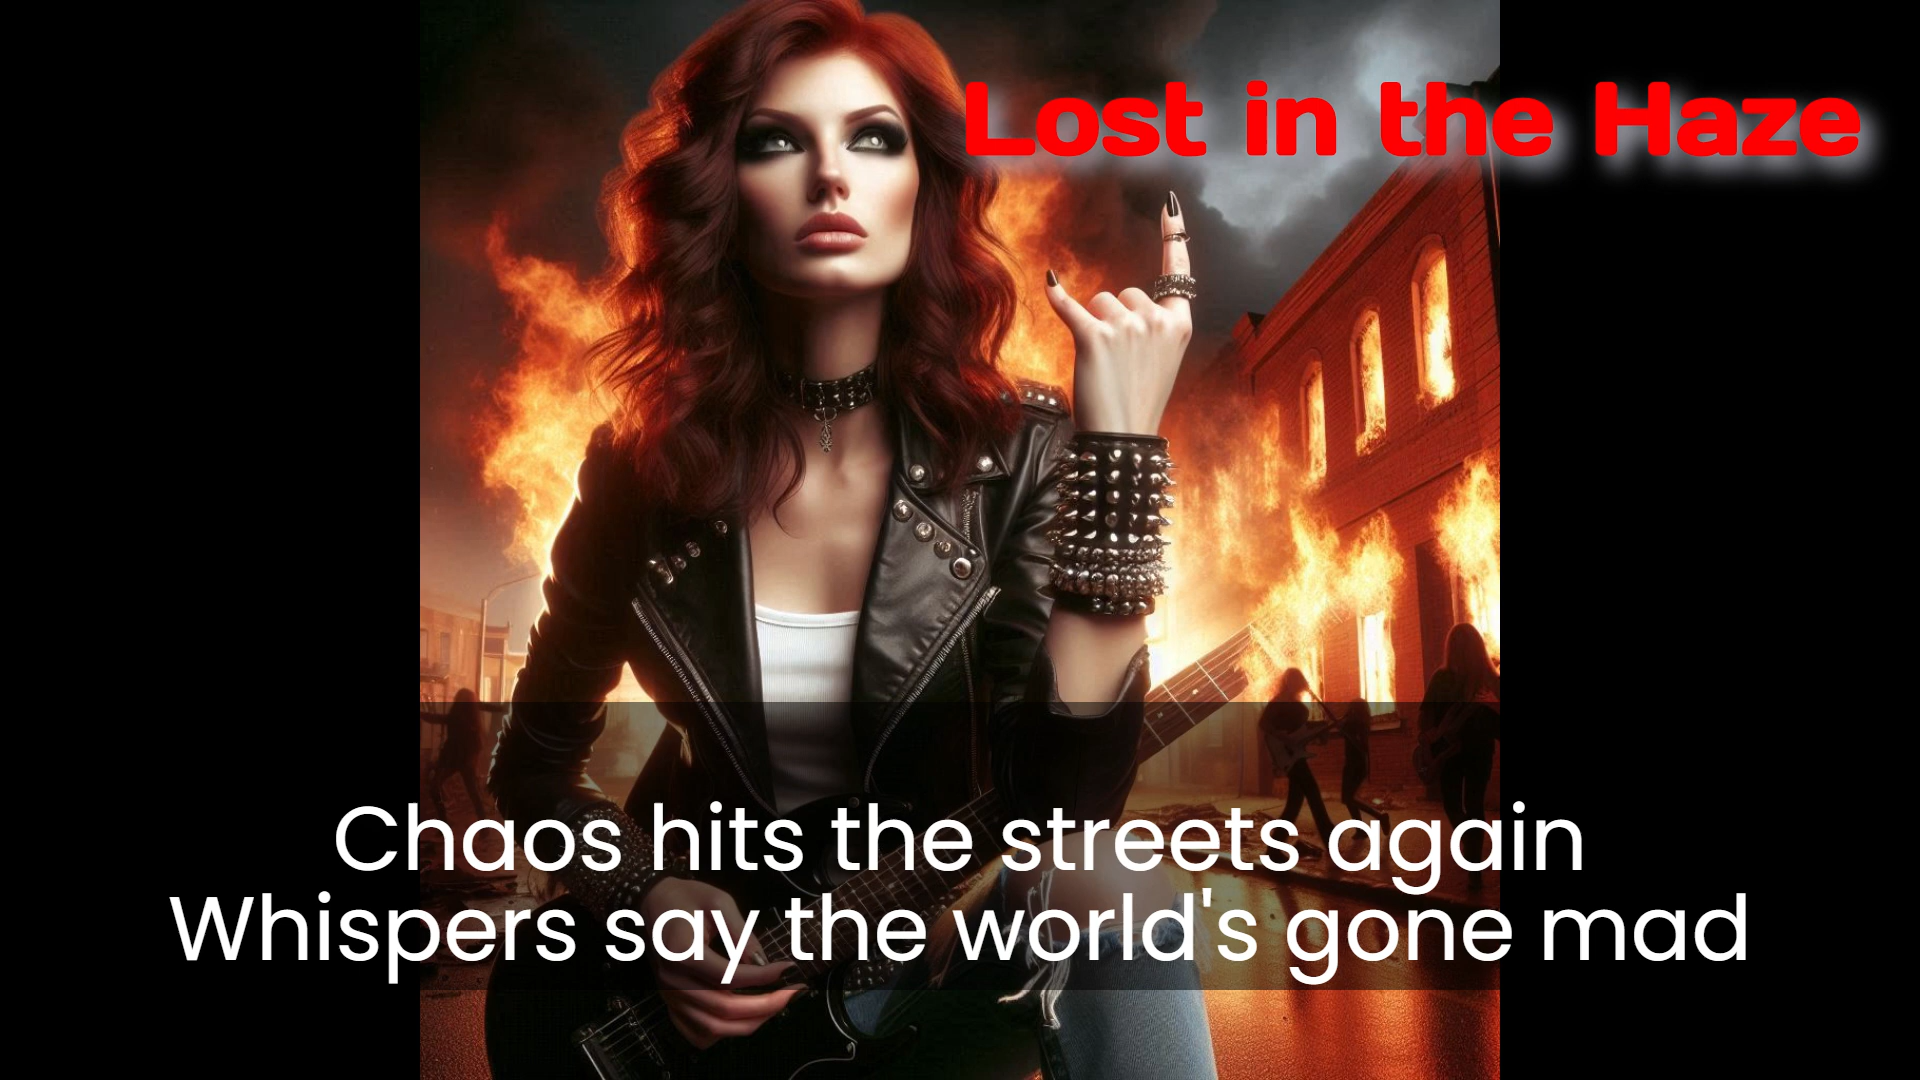 Lost in the Haze
Chaos hits the streets again
Whispers say the world's gone mad